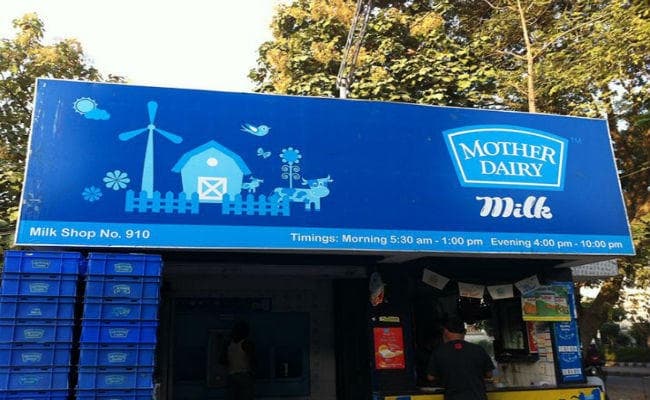 MOTHER
DAIRY
TM
Milk
Milk Shop No. 910
Timings: Morning 5:30 am - 1:00 pm Evening 4:00 pm - 10:00 pm